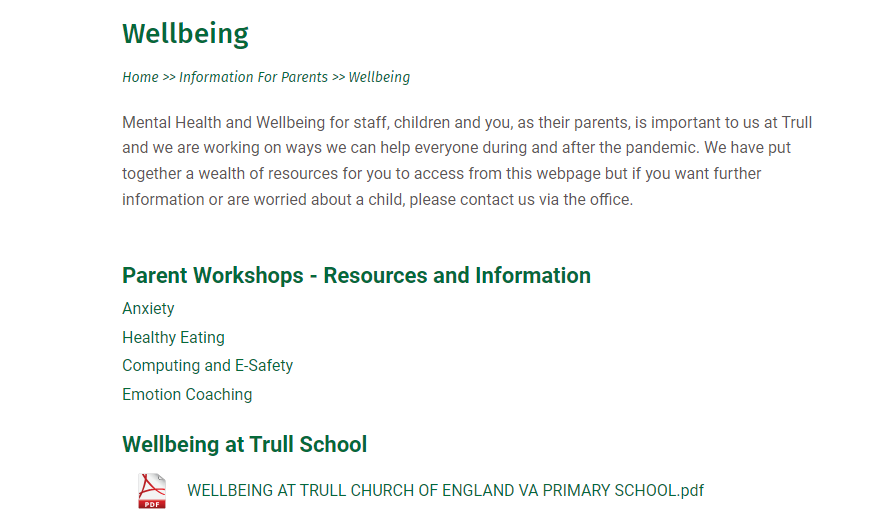 Wellbeing
Home >> Information For Parents >> Wellbeing
Mental Health and Wellbeing for staff, children and you, as their parents, is important to us at Trull
and we are working on ways we can help everyone during and after the pandemic. We have put
together a wealth of resources for you to access from this webpage but if you want further
information or are worried about a child, please contact us via the office.
Parent Workshops - Resources and Information
Anxiety
Healthy Eating
Computing and E-Safety
Emotion Coaching
Wellbeing at Trull School
PDF
WELLBEING AT TRULL CHURCH OF ENGLAND VA PRIMARY SCHOOL.pdf